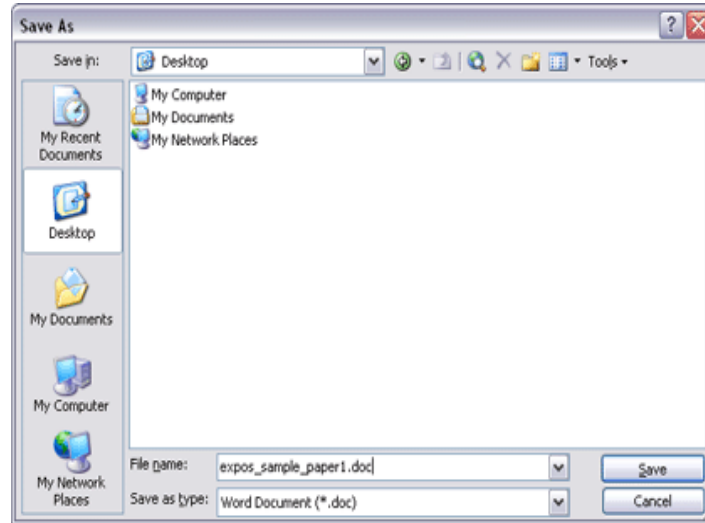 Save As
Save in:
Desktop
Tools
My Computer
My Documents
My Network Places
My Recent
Documents
Desktop
My Documents
My Computer
My Network
Places
File name:
expos_sample_paper1.doc
Save
Save as type:
Word Document (*.doc)
Cancel